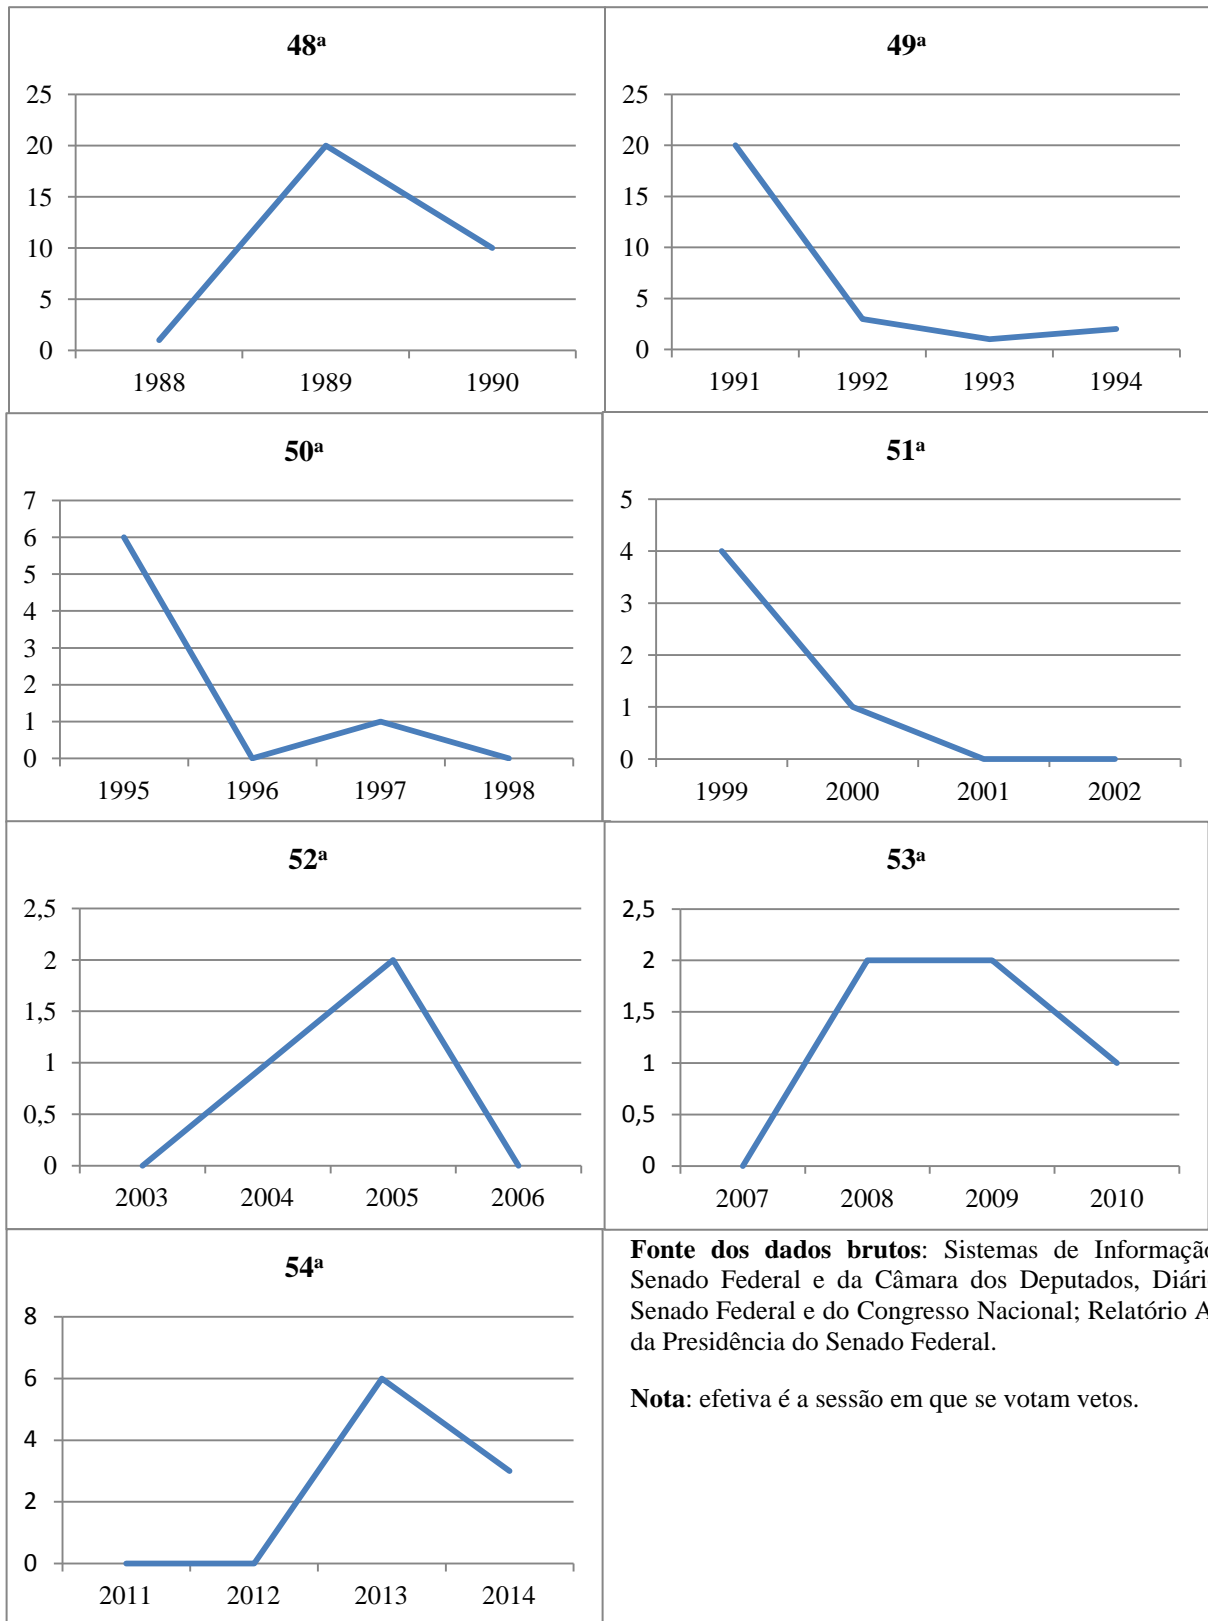 48ª
25
20
15
10
5
0
1988 1989 1990
49ª
25
20
15
10
5
0
1991 1992 1993 1994
50ª
7
6
5
4
3
2
1
0
1995 1996 1997 1998
51ª
5
4
3
2
1
0
1999 2000 2001 2002
52ª
2,5
2
1,5
1
0,5
0
2003 2004 2005 2006
53ª
2,5
2
1,5
1
0,5
0
2007 2008 2009 2010
54ª
8
6
4
2
0
2011 2012 2013 2014
Fonte dos dados brutos: Sistemas de Informação
Senado Federal e da Câmara dos Deputados, Diári
Senado Federal e do Congresso Nacional; Relatório A
da Presidência do Senado Federal.
Nota: efetiva é a sessão em que se votam vetos.